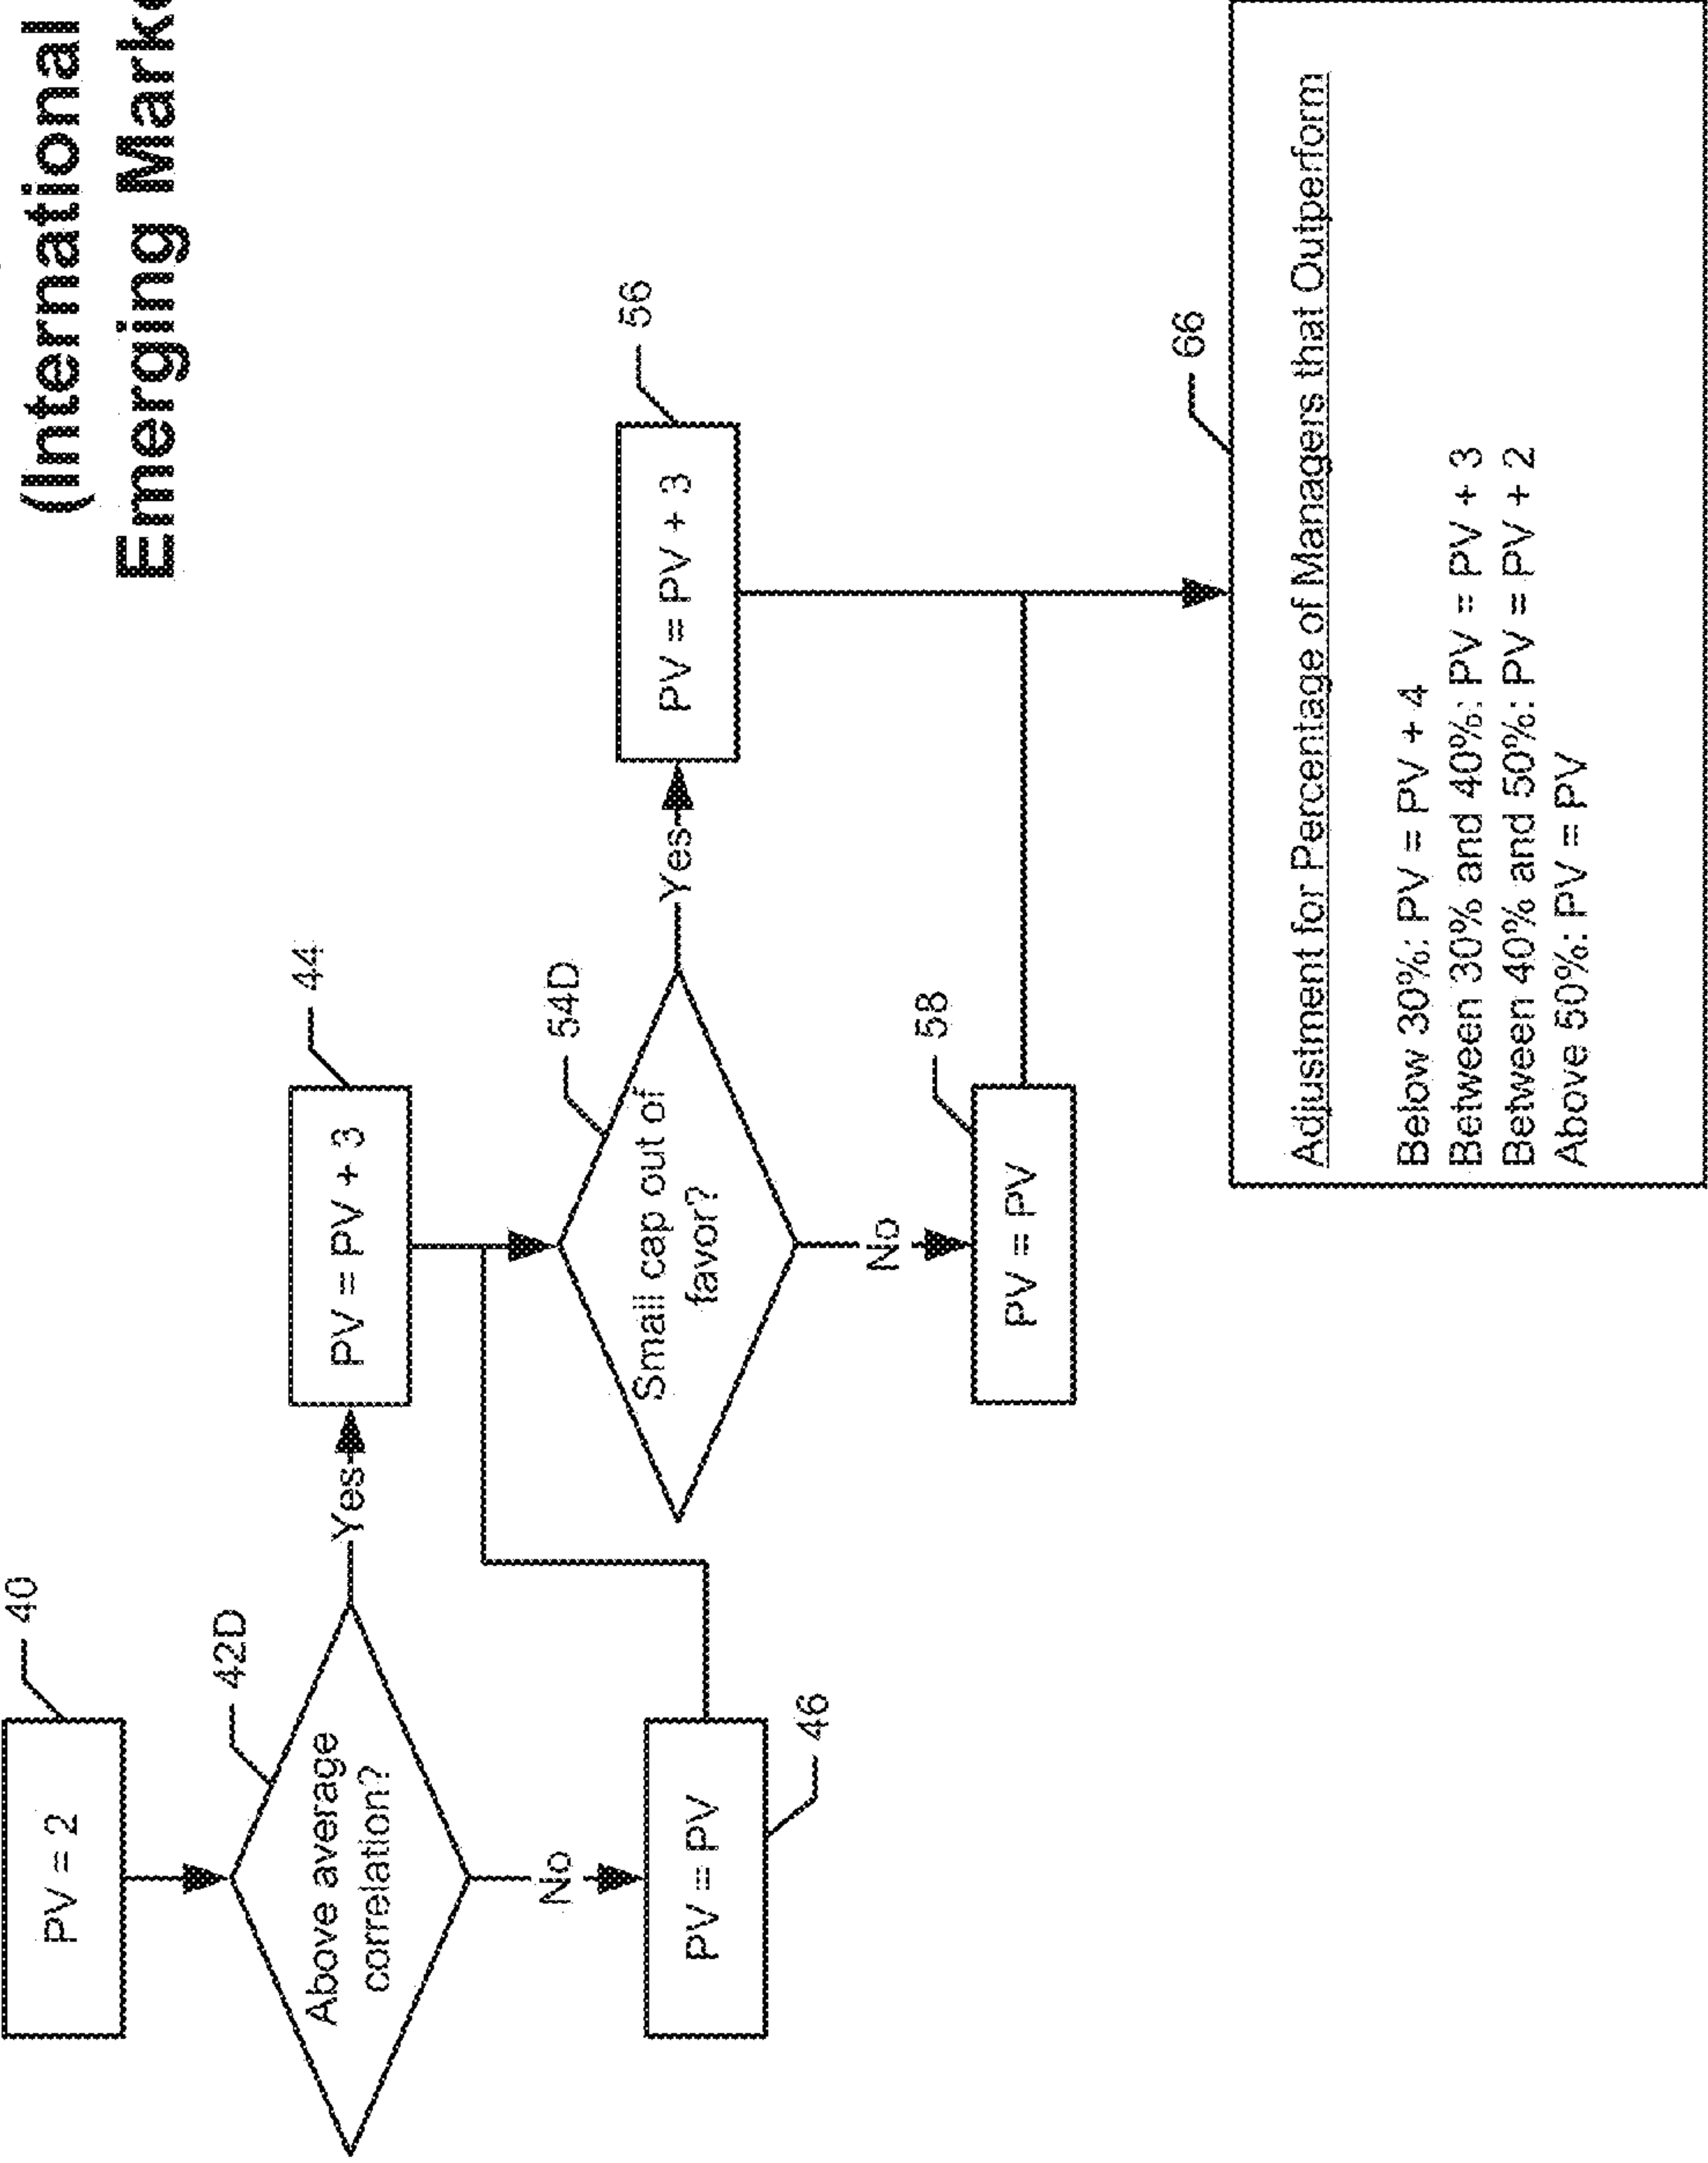 (International
Emerging Marke
40
PV = 2
42D
Above average
correlation?
Yes
44
PV = PV + 3
No
PV = PV
46
54D
Small cap out of
favor?
Yes
56
PV = PV + 3
No
58
PV = PV
66
Adjustment for Percentage of Managers that Outperform
Below 30%: PV = PV + 4
Between 30% and 40%: PV = PV + 3
Between 40% and 50%: PV = PV + 2
Above 50%: PV = PV